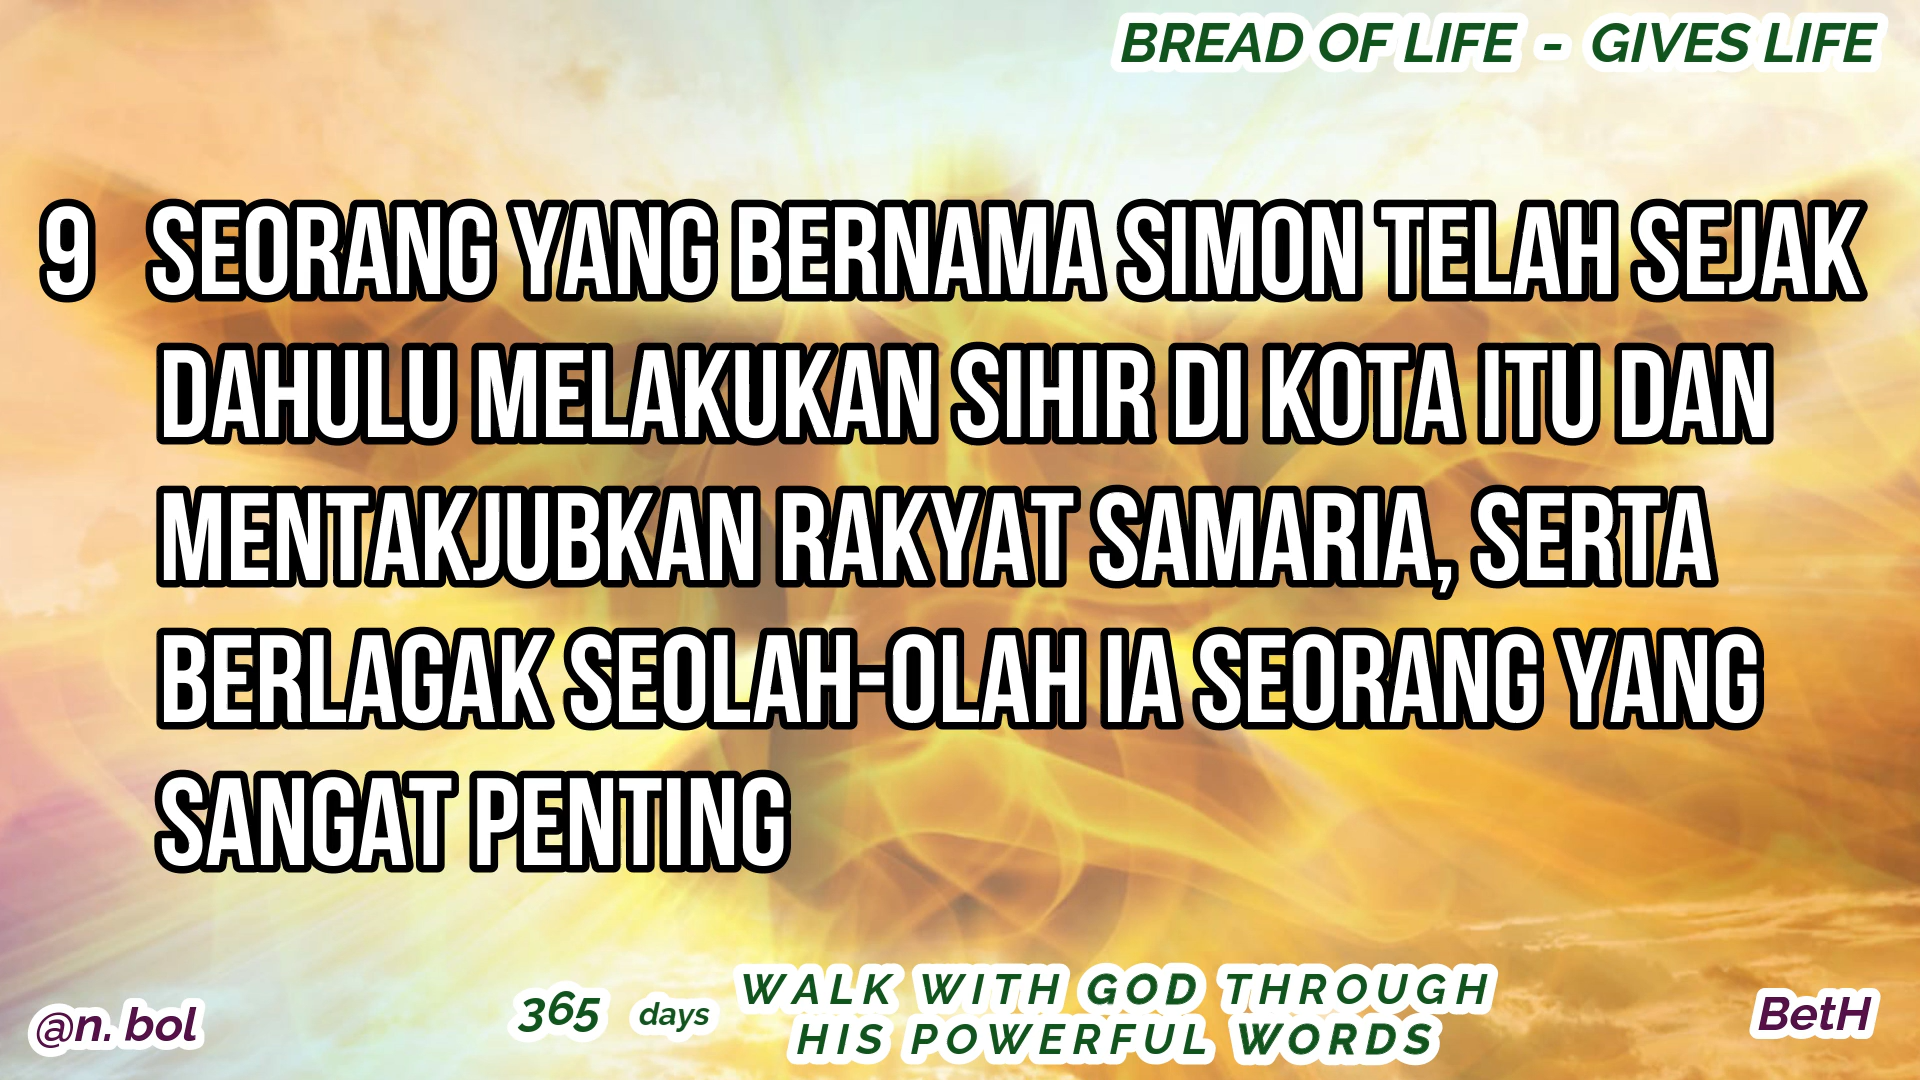 BREAD OF LIFE - GIVES LIFE
9 SEORANG YANG BERNAMA SIMON TELAH SEJAK
DAHULU MELAKUKAN SIHIR DI KOTA ITU DAN
MENTAKJUBKAN RAKYAT SAMARIA, SERTA
BERLAGAK SEOLAH-OLAH IA SEORANG YANG
SANGAT PENTING
@n. bol
365 days
WALK WITH GOD THROUGH
HIS POWERFUL WORDS
BetH